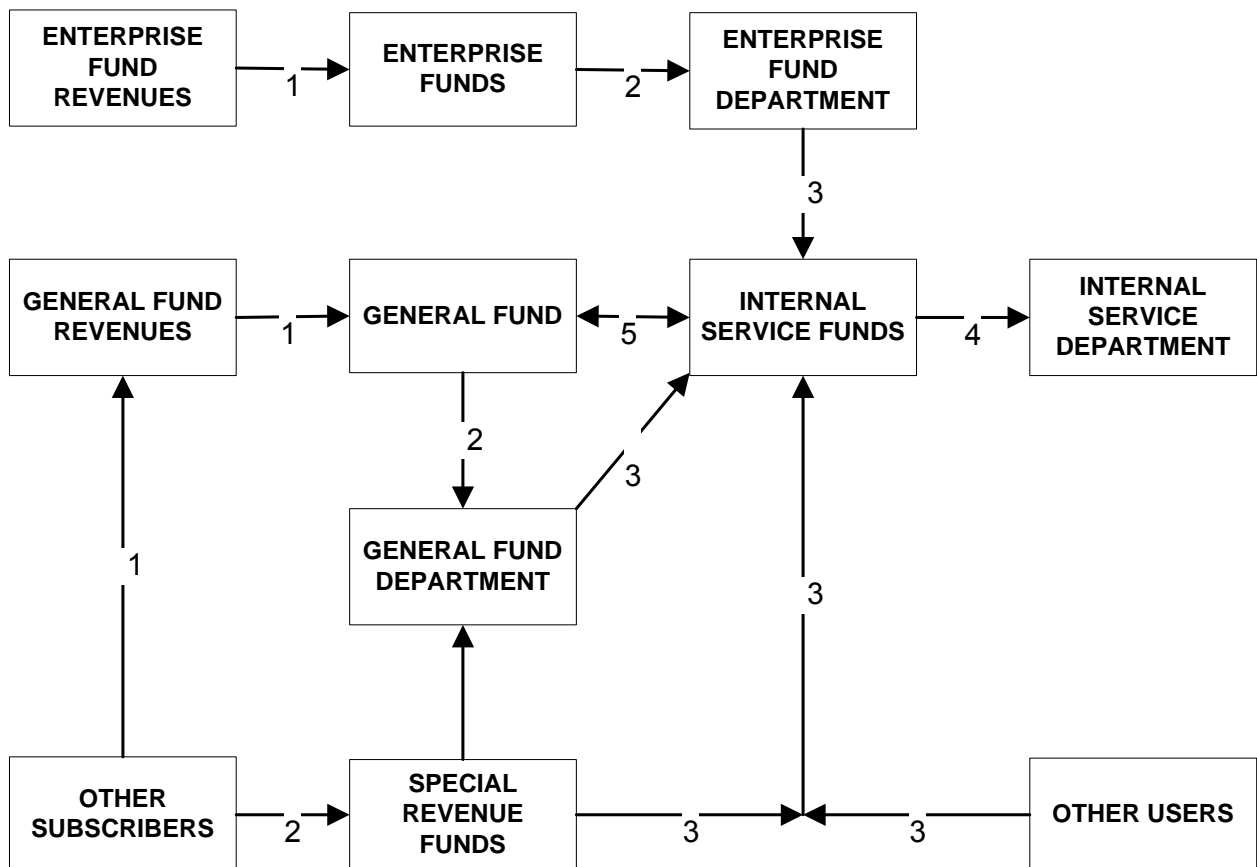 ENTERPRISE
FUND
REVENUES
1
ENTERPRISE
FUNDS
2
ENTERPRISE
FUND
DEPARTMENT
3
GENERAL FUND
REVENUES
1
GENERAL FUND
5
INTERNAL
SERVICE FUNDS
4
INTERNAL
SERVICE
DEPARTMENT
2
3
GENERAL FUND
DEPARTMENT
1
3
OTHER
SUBSCRIBERS
2
SPECIAL
REVENUE
FUNDS
3
3
OTHER USERS